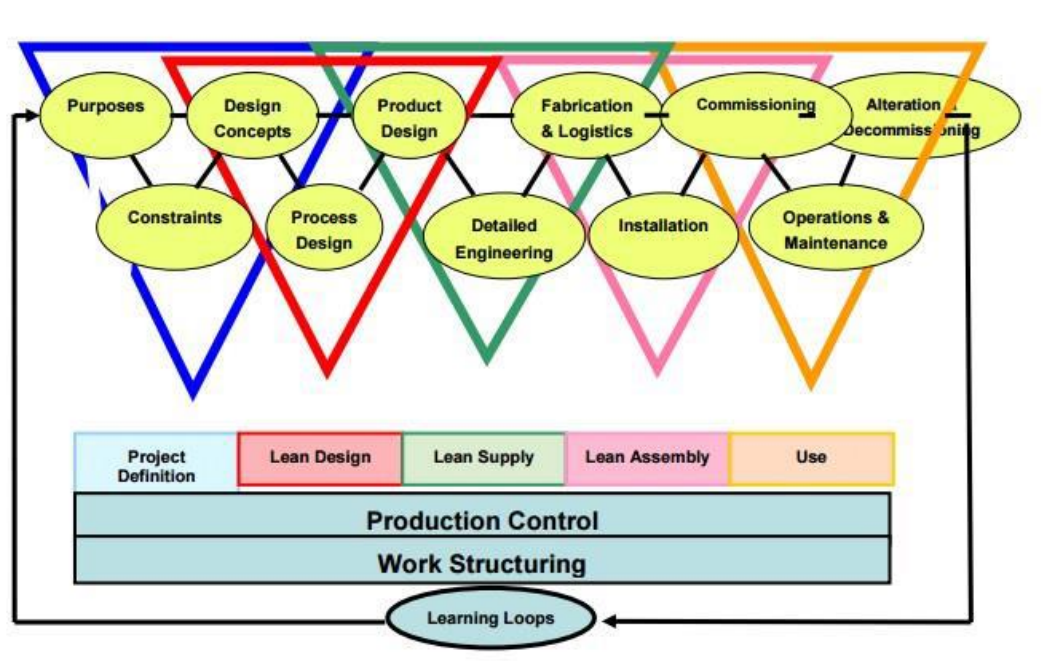 Purposes
Design
Concepts
Product
Design
Fabrication
& Logistics
Commissioning
Alteration &
Decommissioning
Constraints
Process
Design
Detailed
Engineering
Installation
Operations &
Maintenance
Project
Definition
Lean Design
Lean Supply
Lean Assembly
Use
Production Control
Work Structuring
Learning Loops